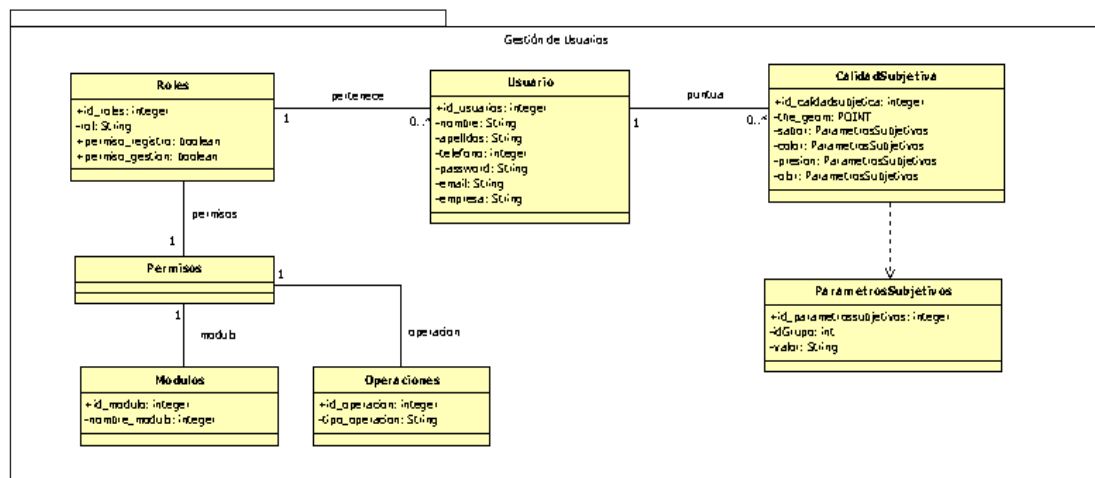 Gestión de Usuarios
Roles
+id_roles: integer
-rol: String
+permiso_registro: boolean
+permiso_gestion: boolean
pertenece
1
0..*
Usuario
+id_usuarios: integer
-nombre: String
-apellidos: String
-telefono: integer
-password: String
-email: String
-empresa: String
puntua
1
0..*
CalidadSubjetiva
+id_calidadsubjetica: integer
-the_geom: POINT
-sabor: ParametrosSubjetivos
-color: ParametrosSubjetivos
-presion: ParametrosSubjetivos
-olor: ParametrosSubjetivos
permisos
1
Permisos
1
1
modulo
operacion
ParametrosSubjetivos
+id_parametrossubjetivos: integer
-idGrupo: int
-valor: String
Modulos
+id_modulo: integer
-nombre_modulo: integer
Operaciones
+id_operacion: integer
-tipo_operacion: String